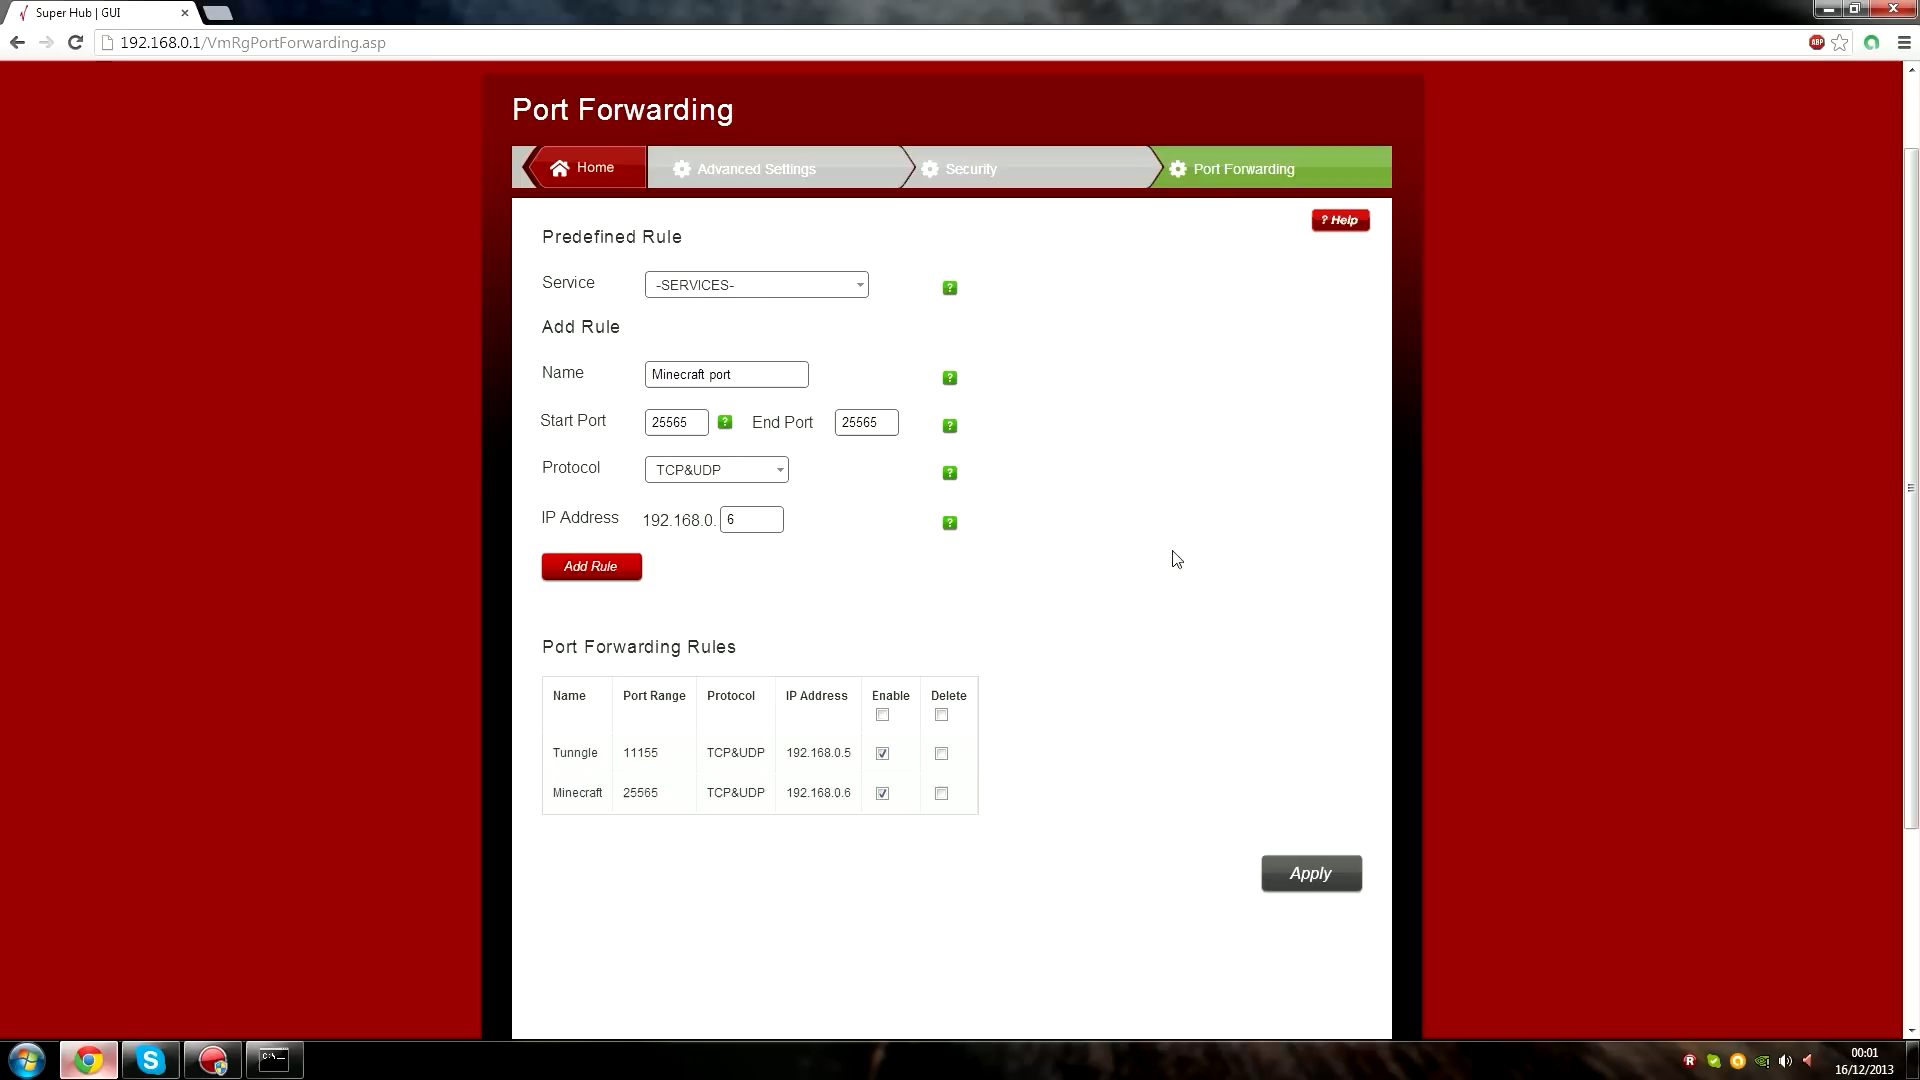 Super Hub | GUI
192.168.0.1/VmRgPortForwarding.asp
ABP
Port Forwarding
Home
Advanced Settings
Security
Port Forwarding
? Help
Predefined Rule
Service
-SERVICES-
?
Add Rule
Name
Minecraft port
?
Start Port
25565
?
End Port
25565
?
Protocol
TCP&UDP
?
IP Address
192.168.0.
6
?
Add Rule
Port Forwarding Rules
Name Port Range Protocol IP Address Enable Delete
Tunngle 11155 TCP&UDP 192.168.0.5
Minecraft 25565 TCP&UDP 192.168.0.6
Apply
C:\
00:01
16/12/2013